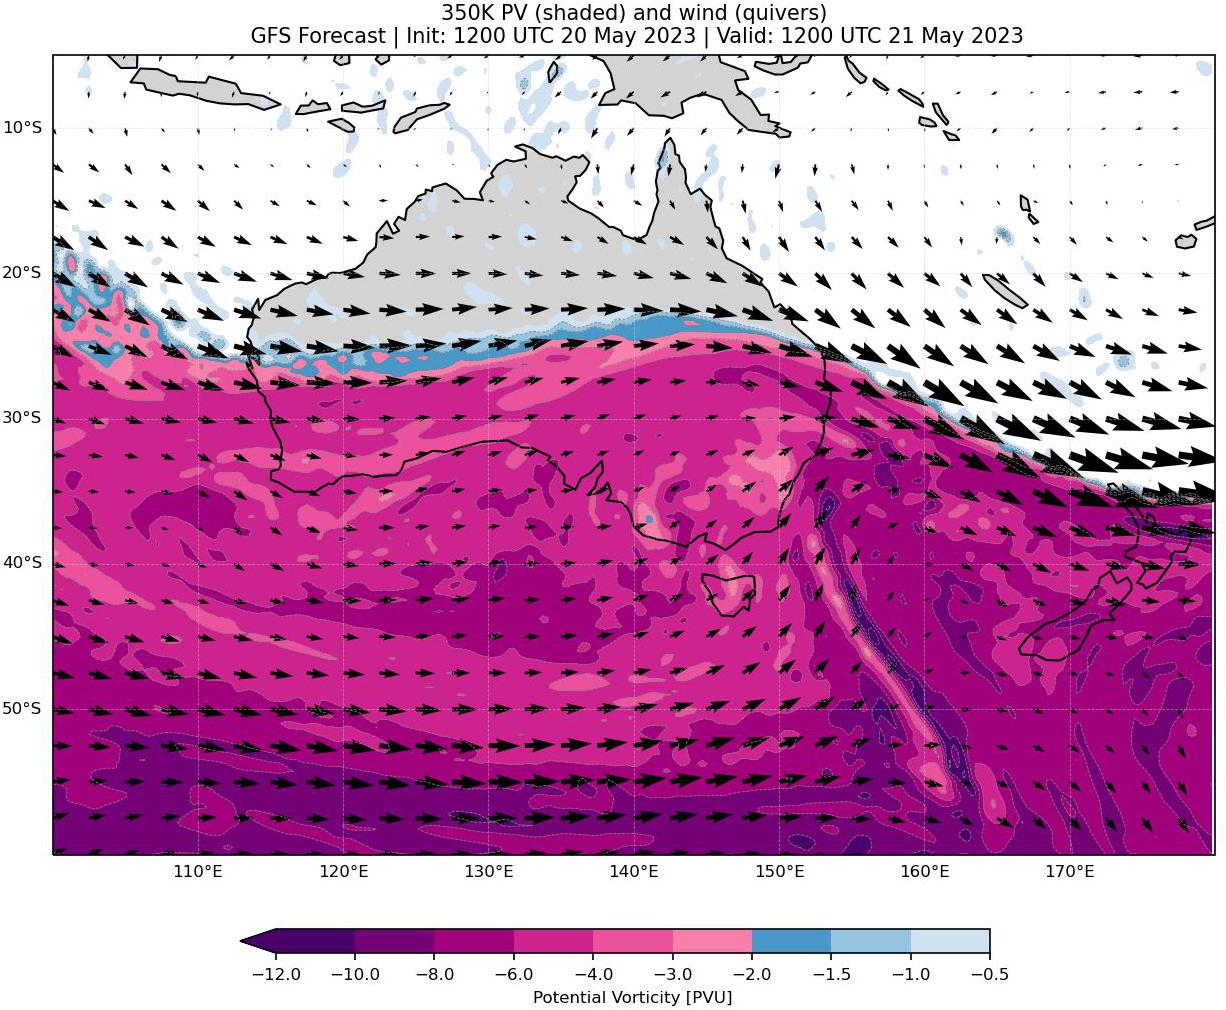 350K PV (shaded) and wind (quivers)
GFS Forecast | Init: 1200 UTC 20 May 2023 | Valid: 1200 UTC 21 May 2023
10°S
20°S
30°S
40°S
50°S
110°E 120°E 130°E 140°E 150°E 160°E 170°E
−12.0 −10.0 −8.0 −6.0 −4.0 −3.0 −2.0 −1.5 −1.0 −0.5
Potential Vorticity [PVU]